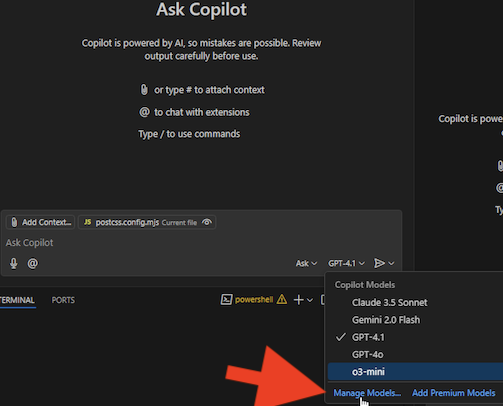 Ask Copilot
Copilot is powered by AI, so mistakes are possible. Review
output carefully before use.
or type # to attach context
@ to chat with extensions
Type / to use commands
Copilot is powe
Ty
Add Context...
JS postcss.config.mjs Current file
Ask Copilot
@
Ask
GPT-4.1
TERMINAL
PORTS
powershell
Copilot Models
Claude 3.5 Sonnet
Gemini 2.0 Flash
✓ GPT-4.1
GPT-4o
o3-mini
Manage Models...
Add Premium Models